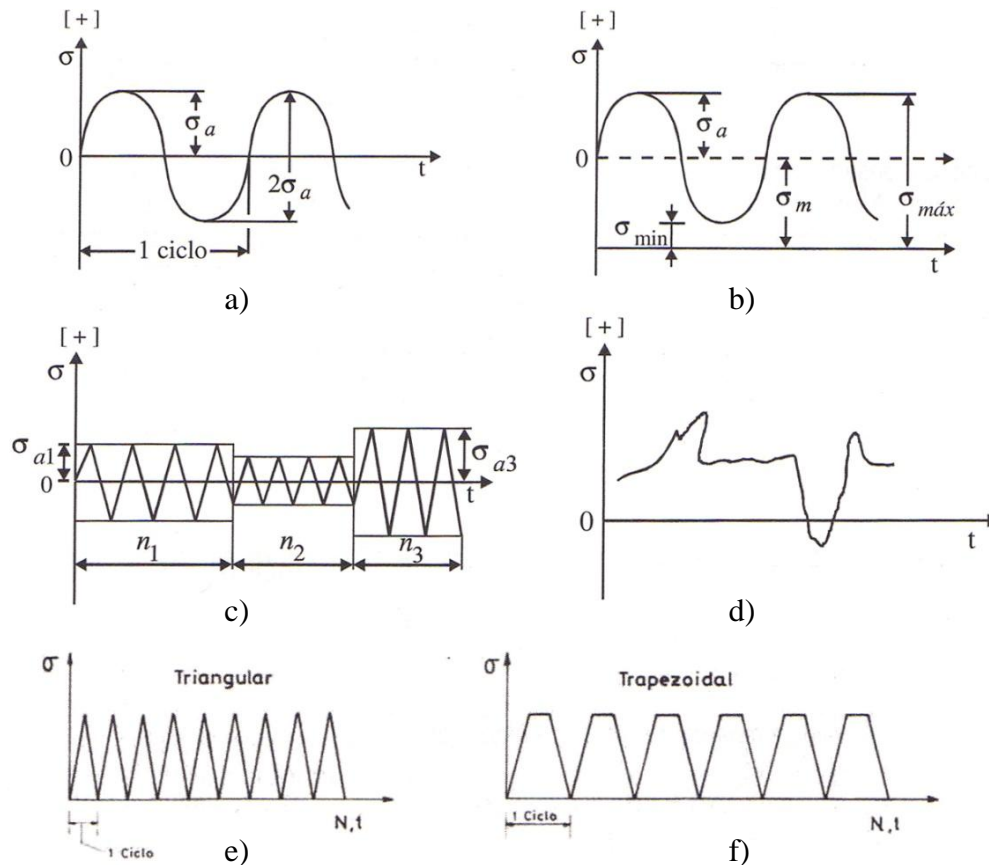 [+]
σ
σa
0
t
2σa
1 ciclo
a)
[+]
σ
σa
0
σm
σmáx
σmin
t
b)
[+]
σ
σa1
σa3
0
t
n1
n2
n3
c)
[+]
σ
0
t
d)
σ
Triangular
N,t
1 Ciclo
e)
σ
Trapezoidal
1 Ciclo
N,t
f)